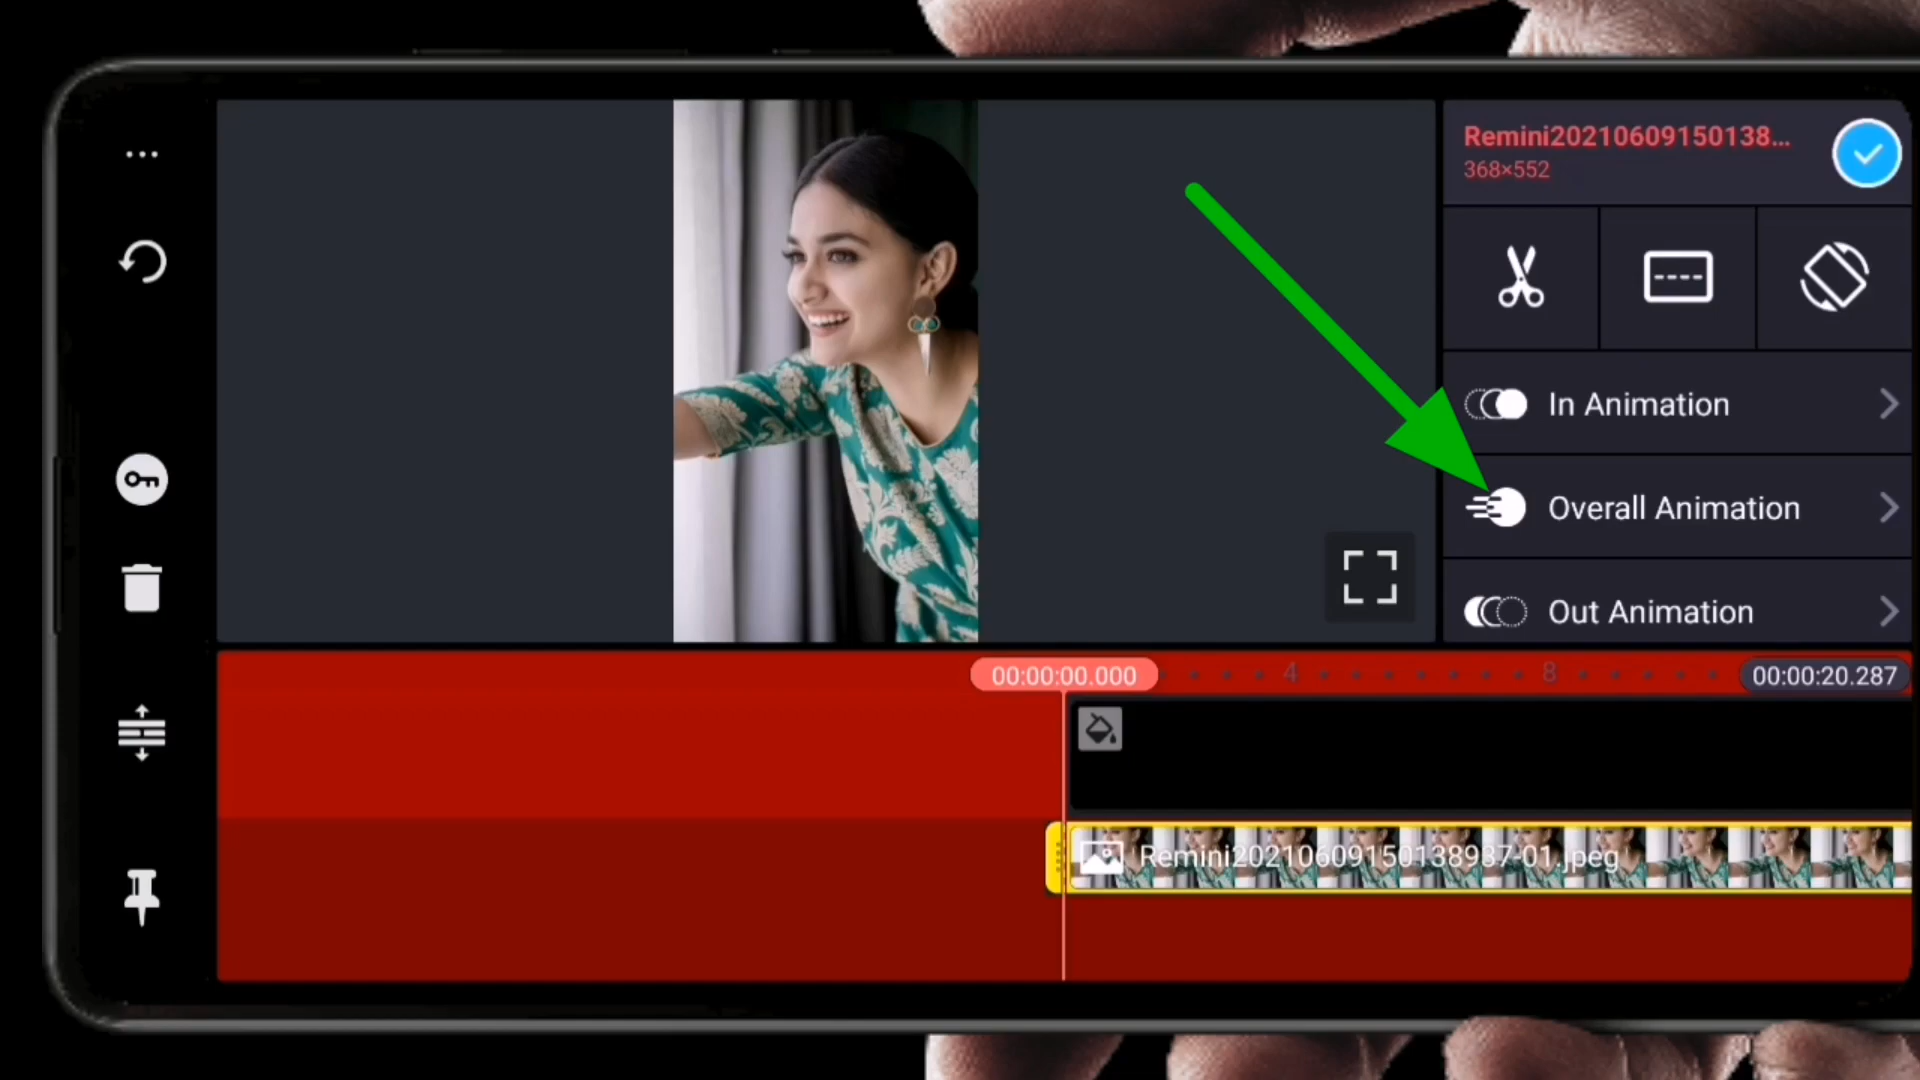 Remini20210609150138...
368×552
In Animation
Overall Animation
Out Animation
00:00:00.000
4
8
00:00:20.287
Remini20210609150138937-01.jpeg